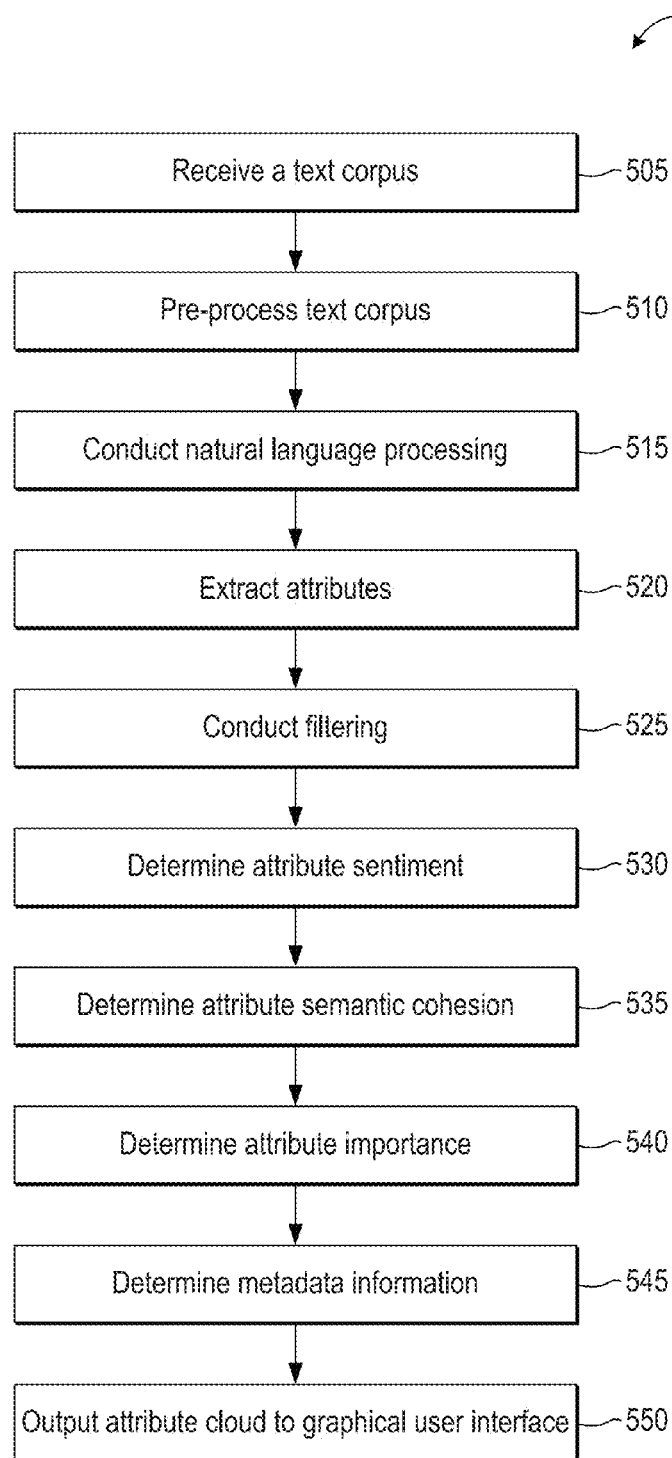 Receive a text corpus 505
Pre-process text corpus 510
Conduct natural language processing 515
Extract attributes 520
Conduct filtering 525
Determine attribute sentiment 530
Determine attribute semantic cohesion 535
Determine attribute importance 540
Determine metadata information 545
Output attribute cloud to graphical user interface 550